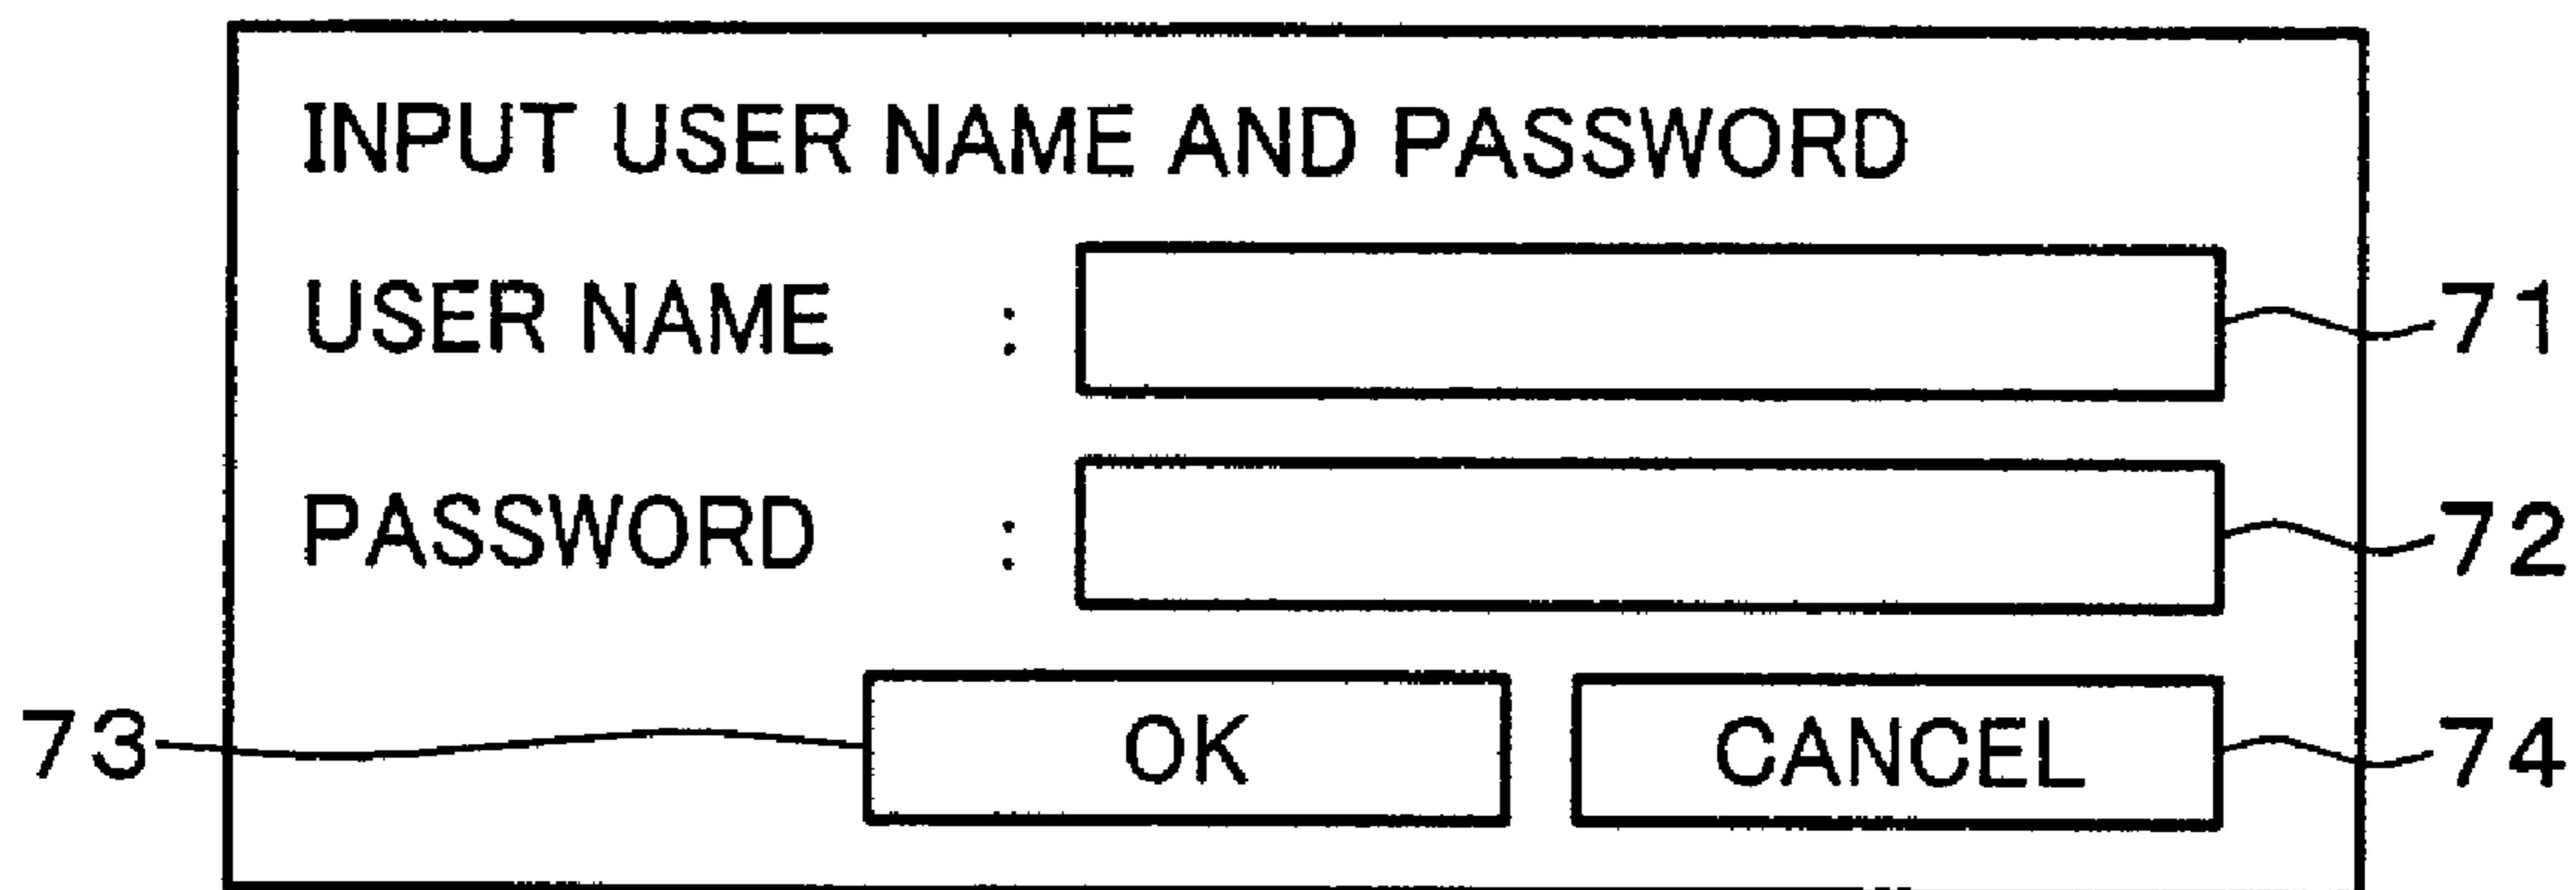 INPUT USER NAME AND PASSWORD
USER NAME : 71
PASSWORD : 72
73 OK CANCEL 74